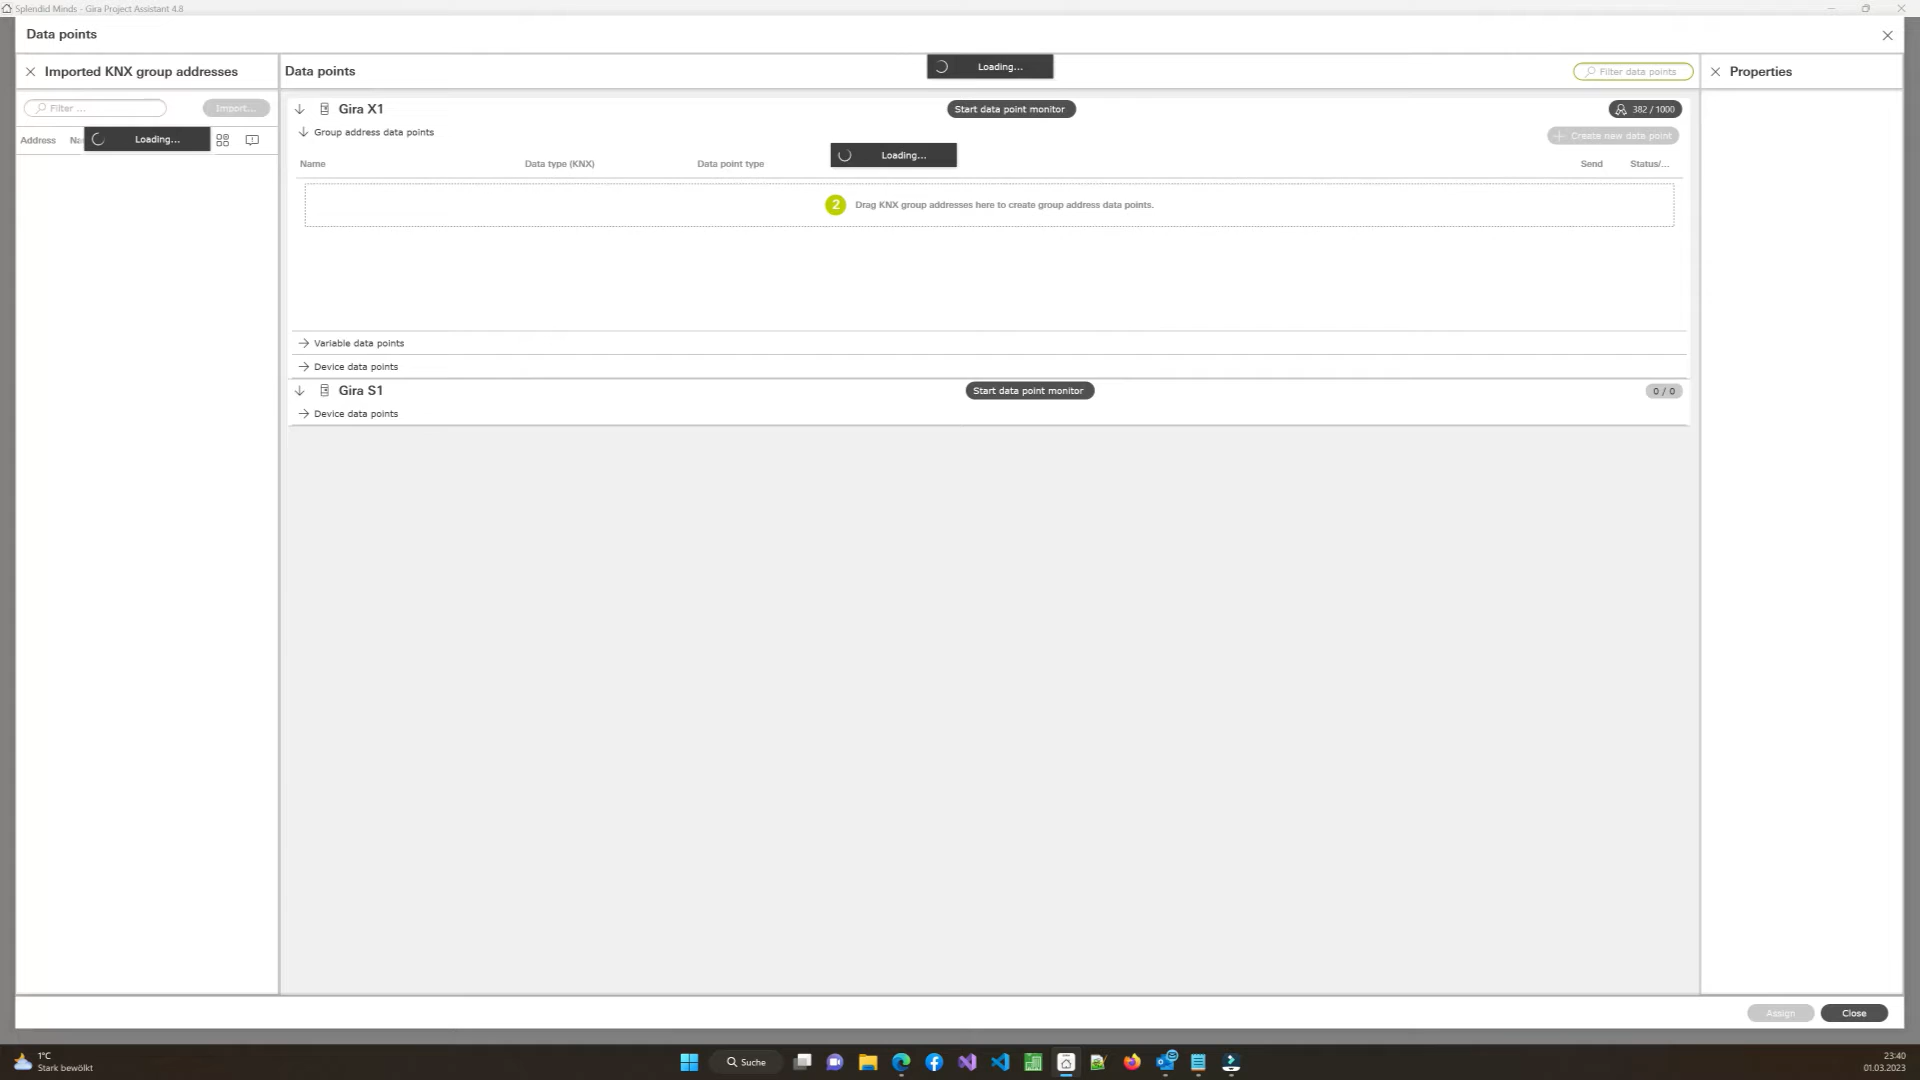 Splendid Minds - Gira Project Assistant 4.8
Data points
Imported KNX group addresses
Data points
Loading...
Filter data points
Properties
Filter ...
Import...
Gira X1
Start data point monitor
382 / 1000
Address
Loading...
Group address data points
Create new data point
Name
Data type (KNX)
Data point type
Loading...
Send
Status/...
2
Drag KNX group addresses here to create group address data points.
Variable data points
Device data points
Gira S1
Start data point monitor
0 / 0
Device data points
Assign
Close
1°C
Stark bewölkt
Suche
23:40
01.03.2023